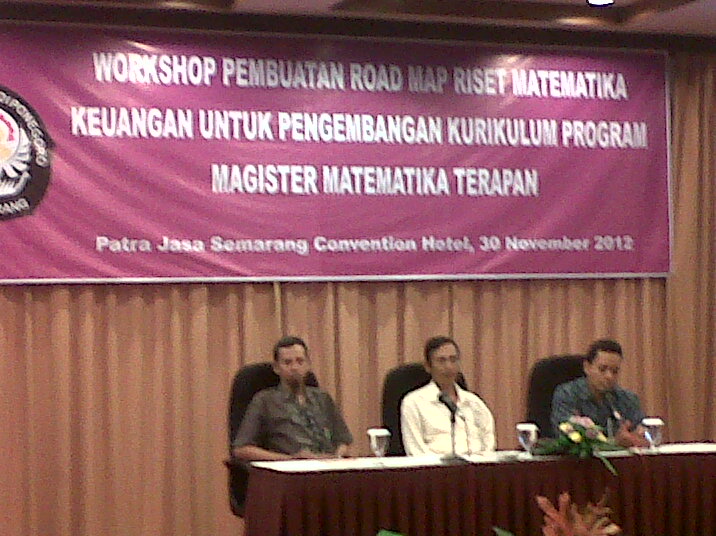 WORKSHOP PEMBUATAN ROAD MAP RISET MATEMATIKA
KEUANGAN UNTUK PENGEMBANGAN KURIKULUM PROGRAM
MAGISTER MATEMATIKA TERAPAN
Patra Jasa Semarang Convention Hotel, 30 November 2012